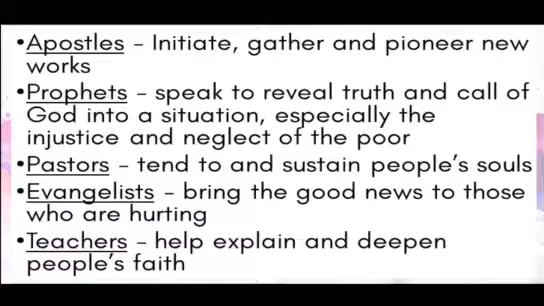 •Apostles – Initiate, gather and pioneer new
works
•Prophets – speak to reveal truth and call of
God into a situation, especially the
injustice and neglect of the poor
•Pastors – tend to and sustain people's souls
•Evangelists – bring the good news to those
who are hurting
•Teachers – help explain and deepen
people's faith